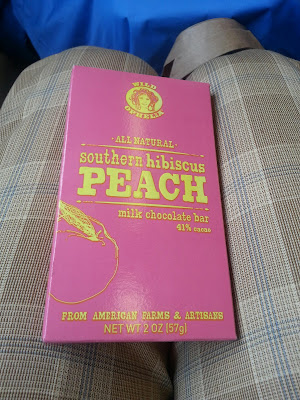 WILD
OPHELIA
·ALL NATURAL·
southern hibiscus
PEACH
milk chocolate bar
41% cacao
FROM AMERICAN FARMS & ARTISANS
NET WT 2 OZ (57g)